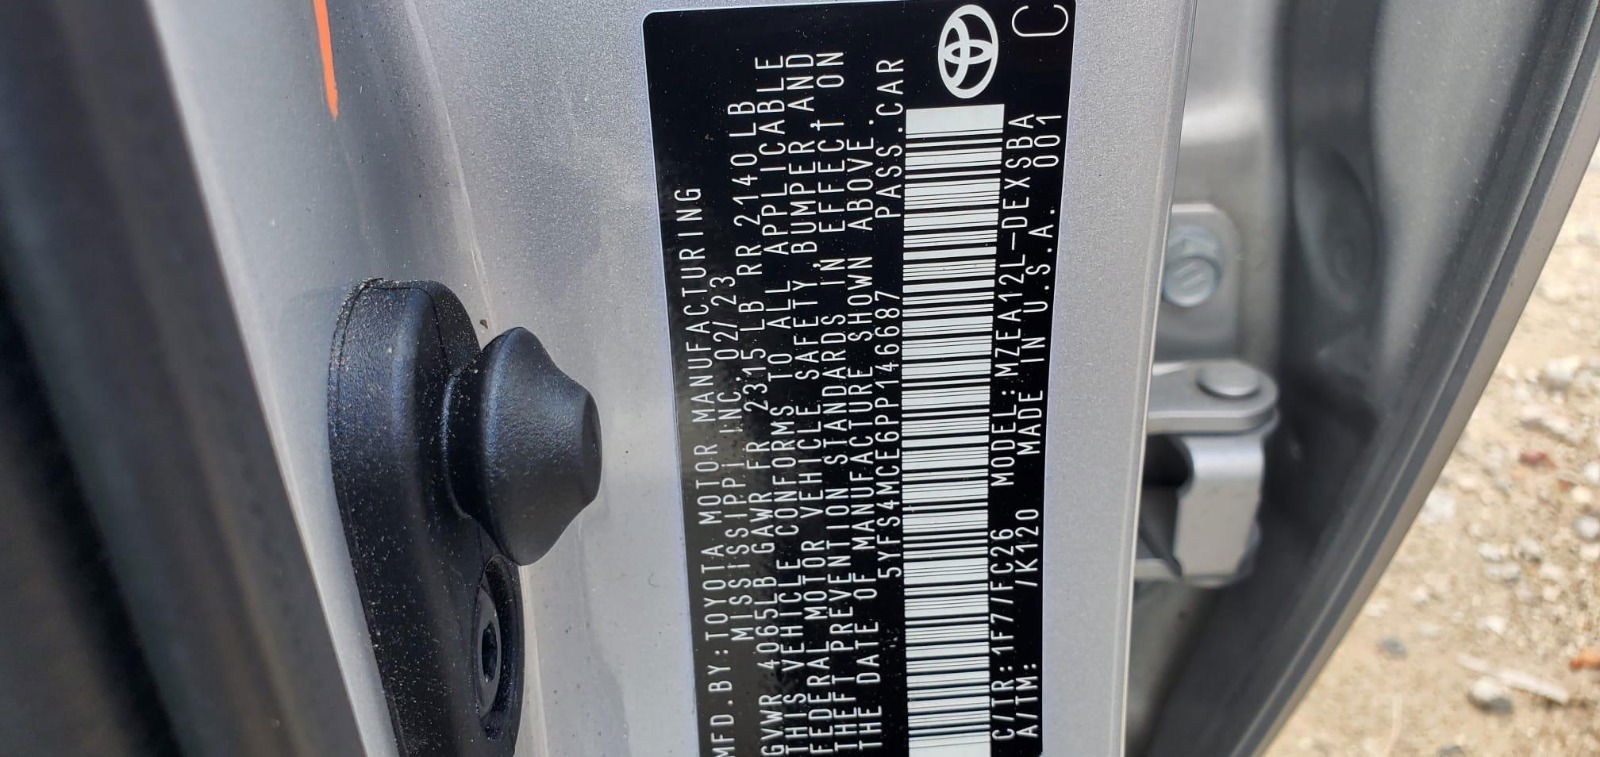 MFD.BY:TOYOTA MOTOR MANUFACTURING
MISSISSIPPI,INC. 02/23
GVWR 4065LB GAWR FR 2315LB RR 2140LB
THIS VEHICLE CONFORMS TO ALL APPLICABLE
FEDERAL MOTOR VEHICLE SAFETY,BUMPER,AND
THEFT PREVENTION STANDARDS IN EFFECT ON
THE DATE OF MANUFACTURE SHOWN ABOVE.
5YFS4MCE6PP146687 PASS.CAR
C/TR:1F7/FC26 MODEL:MZEA12L-DEXSBA
A/TM: /K120 MADE IN U.S.A. 001
C